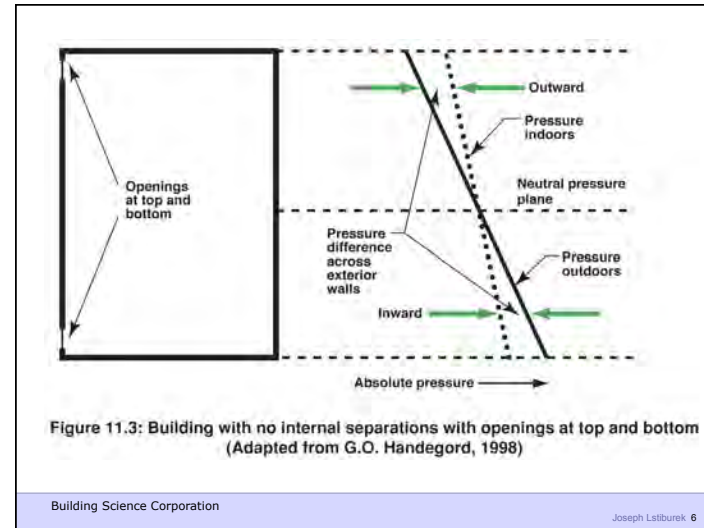 Outward
Pressure
indoors
Openings
at top and
bottom
Neutral pressure
plane
Pressure
difference
across
exterior
walls
Pressure
outdoors
Inward
Absolute pressure
Figure 11.3: Building with no internal separations with openings at top and bottom
(Adapted from G.O. Handegord, 1998)
Building Science Corporation
Joseph Lstiburek 6